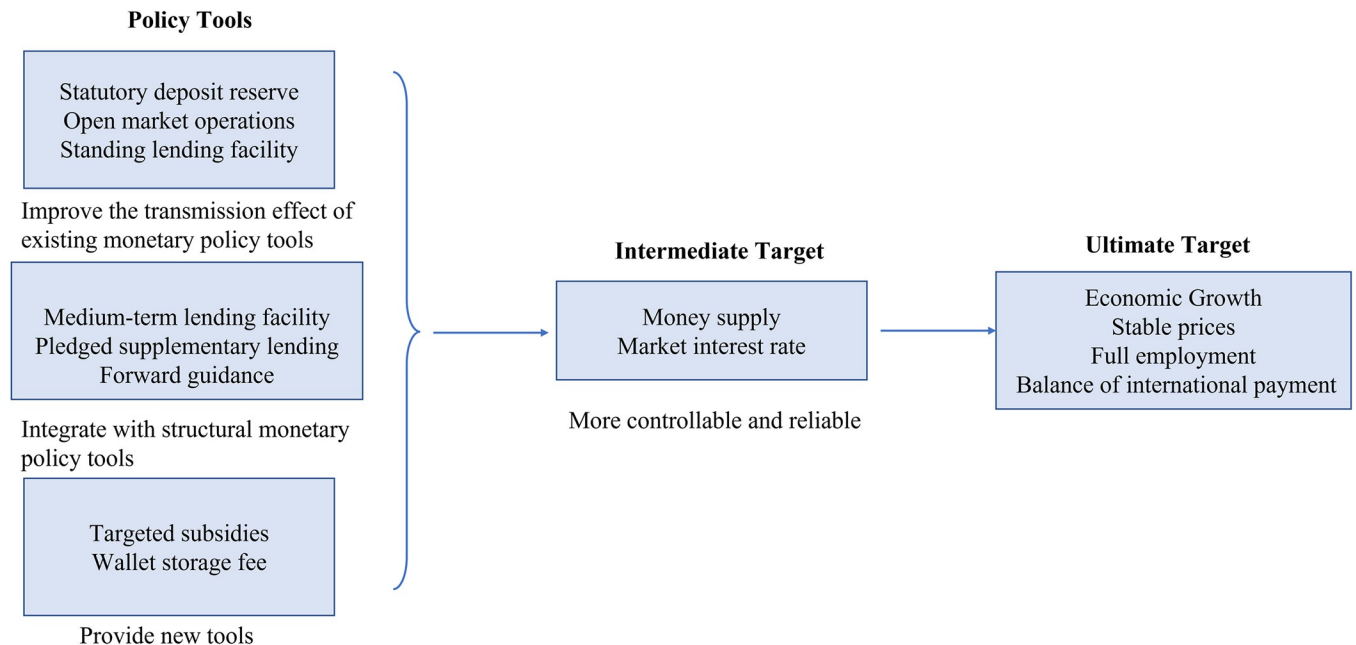 Policy Tools
Statutory deposit reserve
Open market operations
Standing lending facility
Improve the transmission effect of
existing monetary policy tools
Medium-term lending facility
Pledged supplementary lending
Forward guidance
Integrate with structural monetary
policy tools
Targeted subsidies
Wallet storage fee
Provide new tools
Intermediate Target
Money supply
Market interest rate
More controllable and reliable
Ultimate Target
Economic Growth
Stable prices
Full employment
Balance of international payment